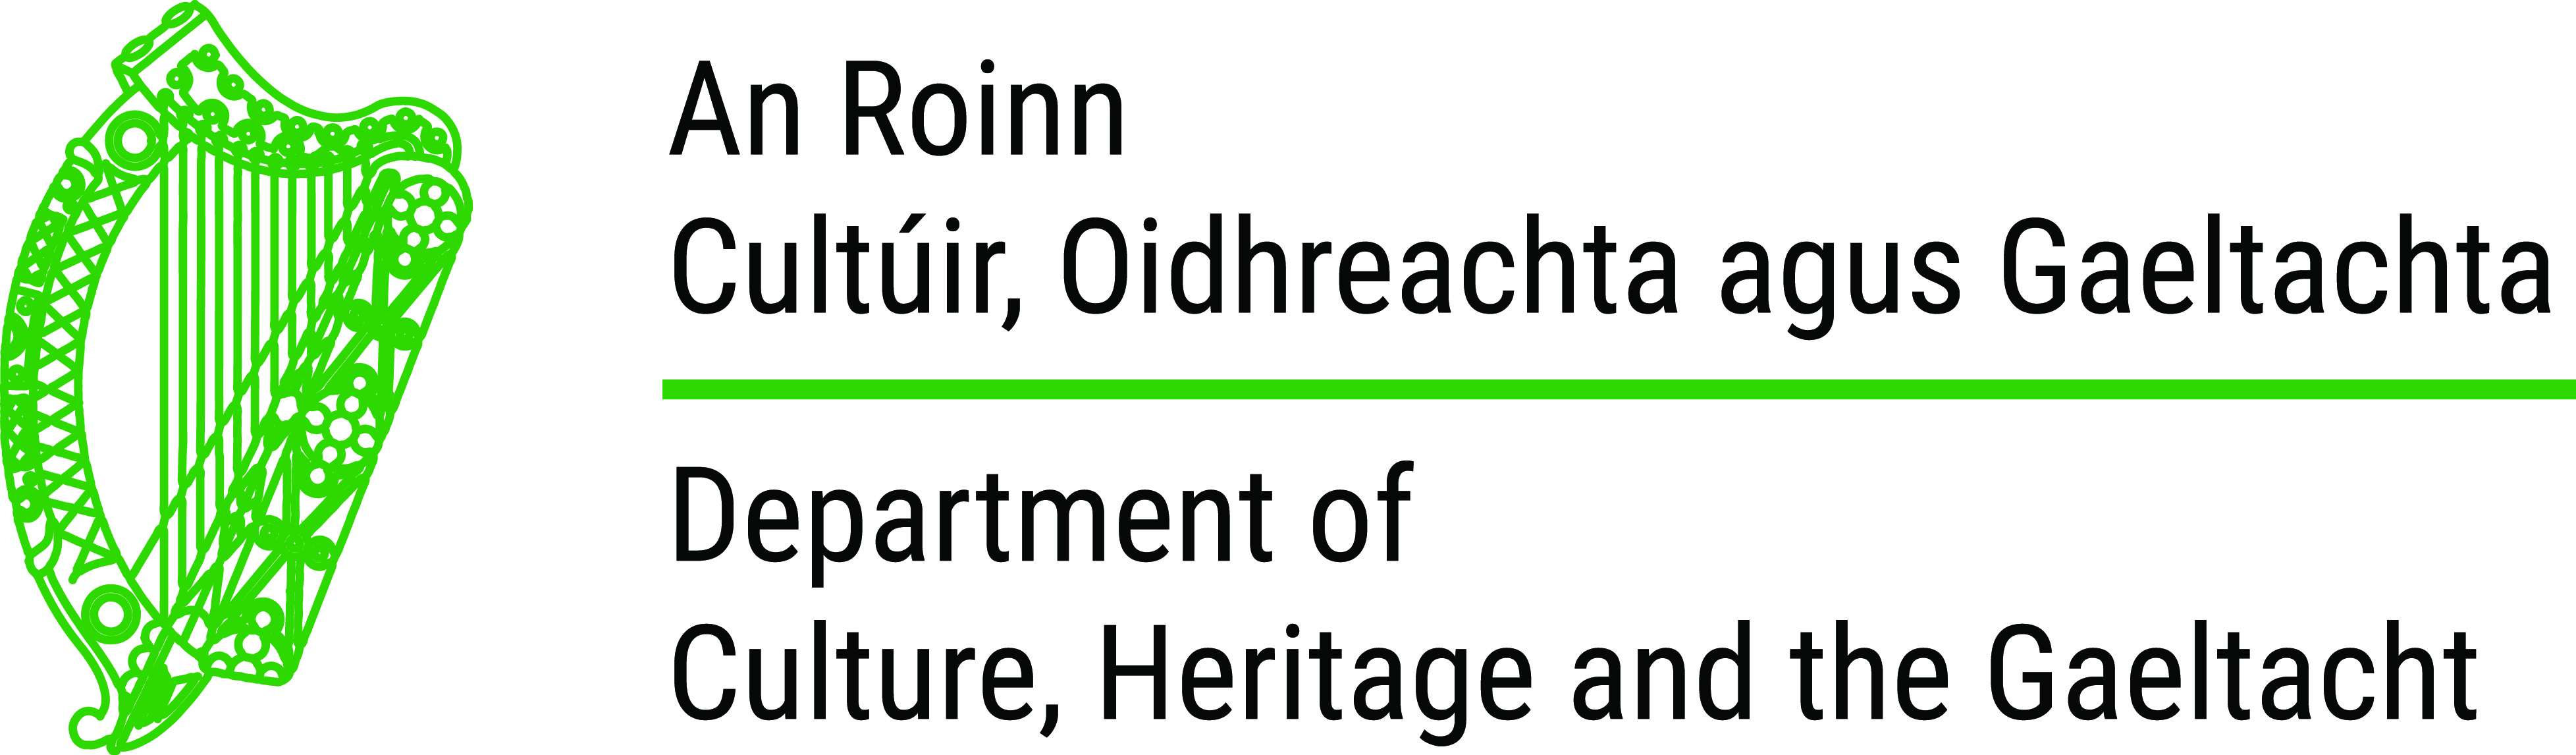 An Roinn
Cultúir, Oidhreachta agus Gaeltachta
Department of
Culture, Heritage and the Gaeltacht